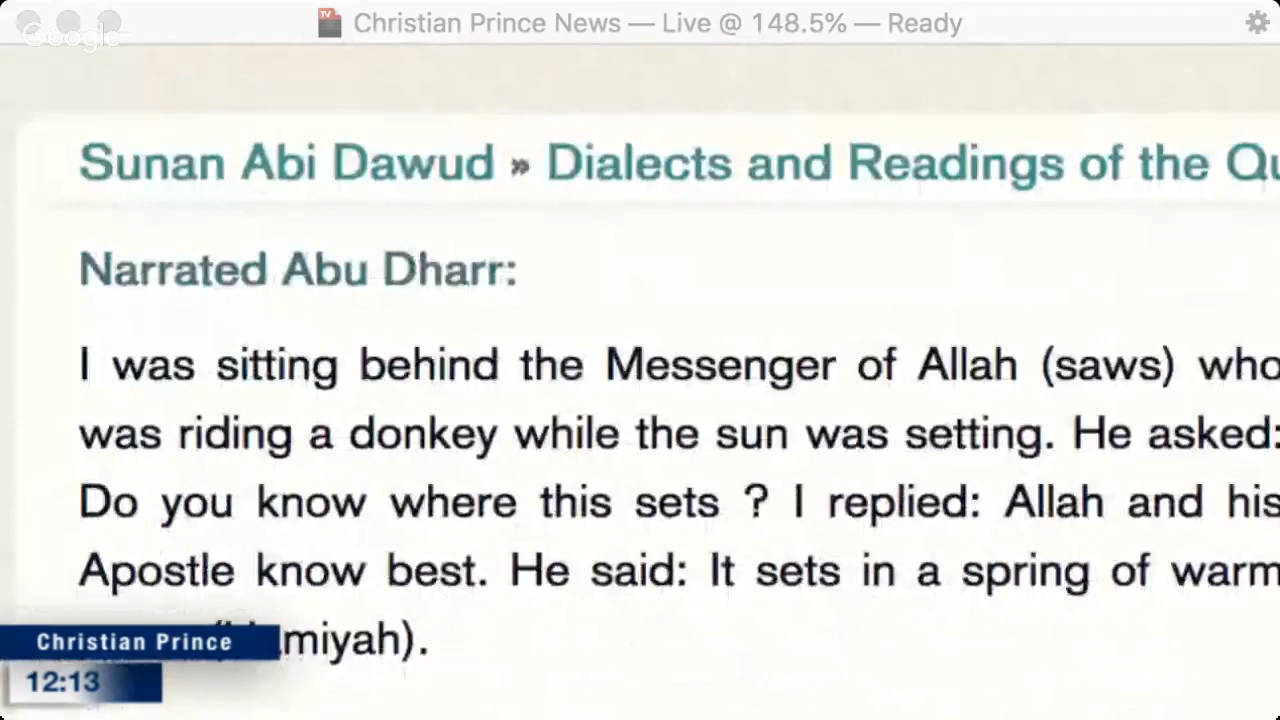 Christian Prince News — Live @ 148.5% — Ready
Google
Sunan Abi Dawud » Dialects and Readings of the
Narrated Abu Dharr:
I was sitting behind the Messenger of Allah (saws) who
was riding a donkey while the sun was setting. He asked:
Do you know where this sets ? I replied: Allah and his
Apostle know best. He said: It sets in a spring of warm
Christian Prince
12:13